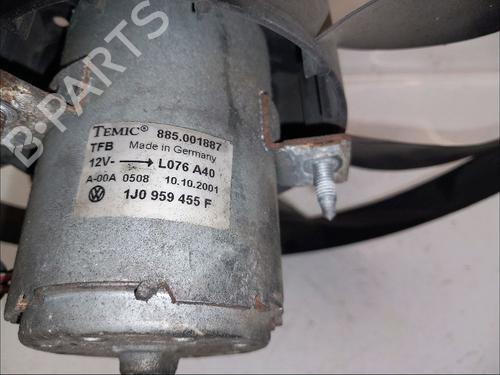 B-PARTS
TEMIC® 885.001887
TFB Made in Germany
12V- → L076 A40
A-00A 0508 10.10.2001
1J0 959 455 F